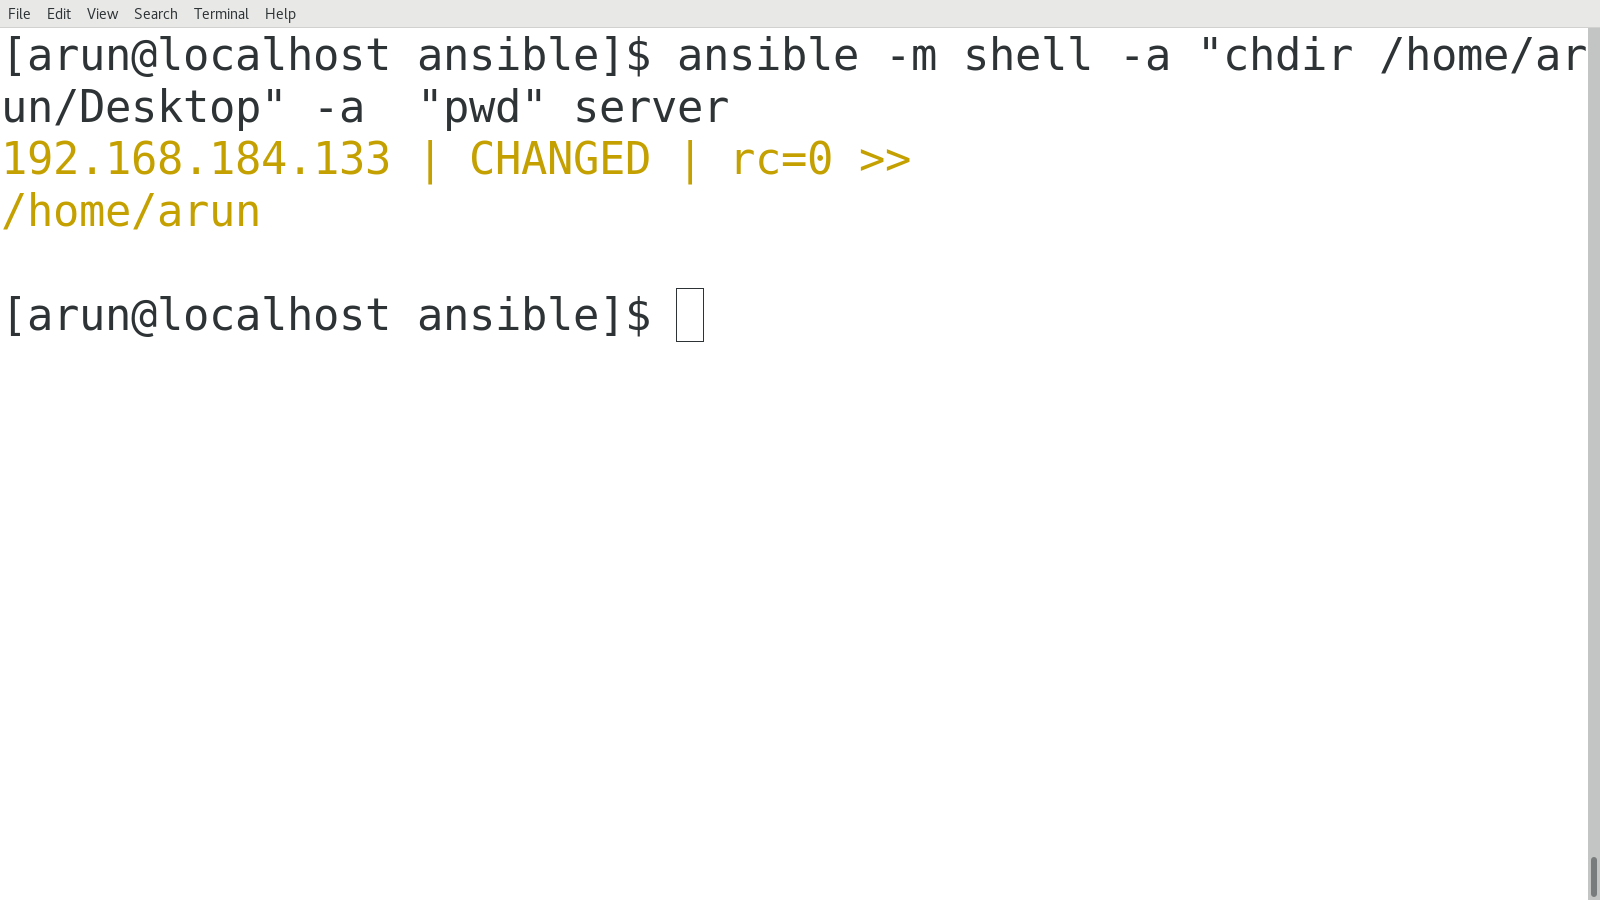 File Edit View Search Terminal Help
[arun@localhost ansible]$ ansible -m shell -a "chdir /home/ar
un/Desktop" -a  "pwd" server
192.168.184.133 | CHANGED | rc=0 >>
/home/arun
[arun@localhost ansible]$